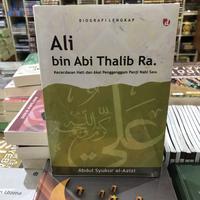 BIOGRAFI LENGKAP
Ali
bin Abi Thalib Ra.
Kecerdasan Hati dan Akal Penggenggam Panji Nabi Saw.
Abdul Syukur al-Azizi